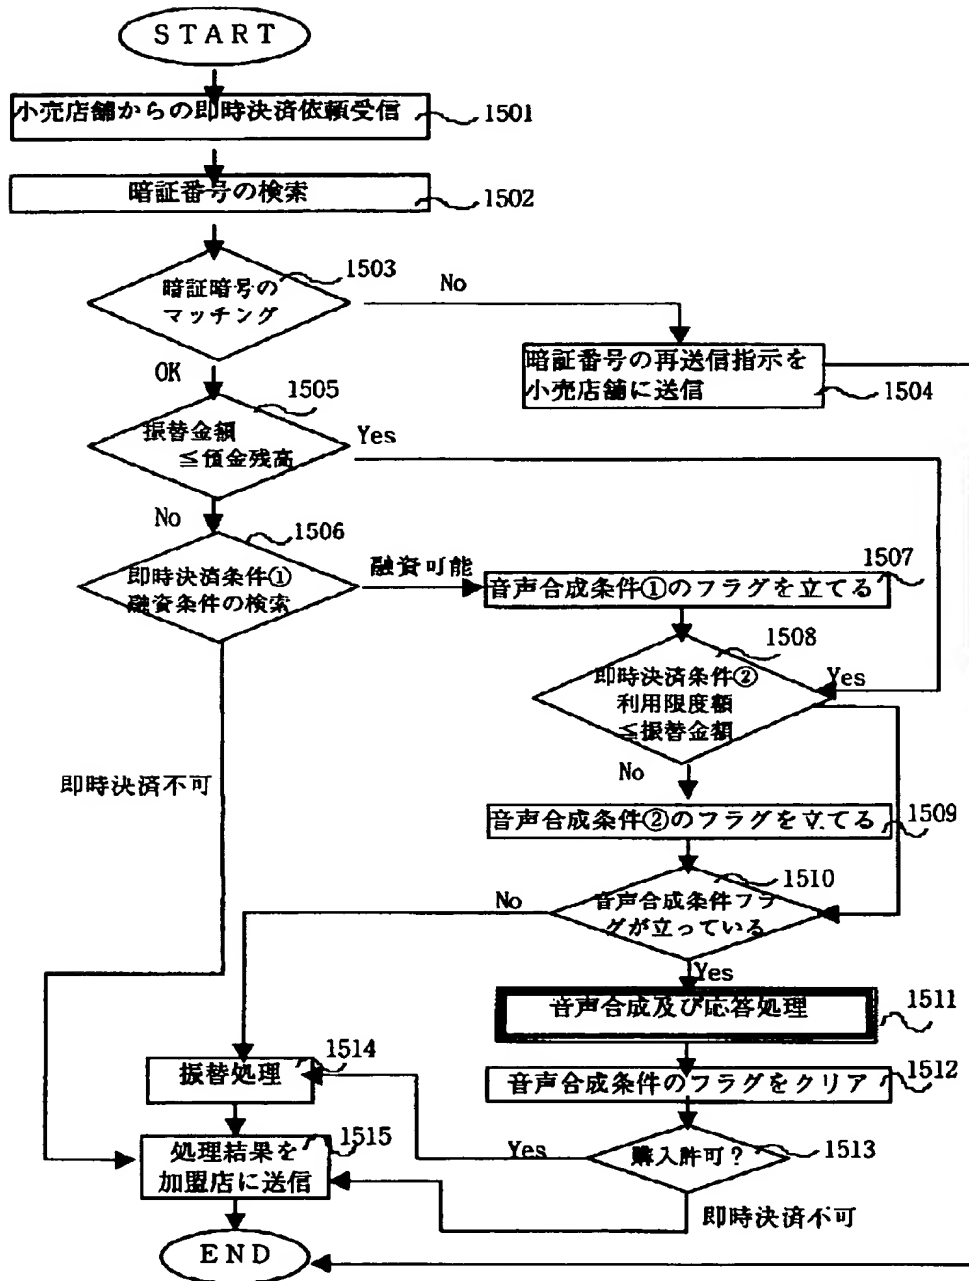 START
小売店舗からの即時決済依頼受信
1501
暗証番号の検索
1502
暗証暗号の
マッチング
1503
No
暗証番号の再送信指示を
小売店舗に送信
1504
OK
振替金額
≦預金残高
1505
Yes
No
即時決済条件①
融資条件の検索
1506
融資可能
音声合成条件①のフラグを立てる
1507
即時決済条件②
利用限度額
≦振替金額
1508
Yes
即時決済不可
No
音声合成条件②のフラグを立てる
1509
音声合成条件フラ
グが立っている
1510
No
Yes
音声合成及び応答処理
1511
振替処理
1514
音声合成条件のフラグをクリア
1512
処理結果を
加盟店に送信
1515
Yes
購入許可？
1513
即時決済不可
END